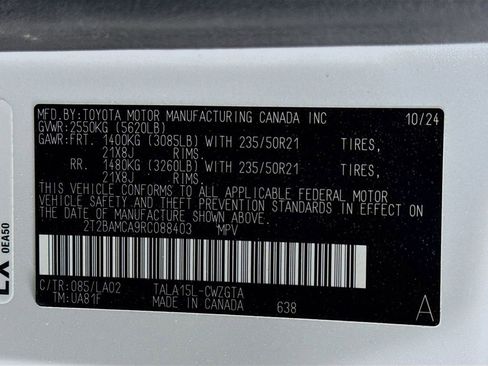 MFD.BY:TOYOTA MOTOR MANUFACTURING CANADA INC 10/24
GVWR:2550KG (5620LB)
GAWR:FRT. 1400KG (3085LB) WITH 235/50R21 TIRES,
21X8J RIMS.
RR. 1480KG (3260LB) WITH 235/50R21 TIRES,
21X8J RIMS.
THIS VEHICLE CONFORMS TO ALL APPLICABLE FEDERAL MOTOR
VEHICLE SAFETY AND THEFT PREVENTION STANDARDS IN EFFECT
ON THE DATE OF MANUFACTURE SHOWN ABOVE.
2T2BAMCA9RC088403 MPV
C/TR:085/LA02 TALA15L-CWZGTA
TM:UA81F MADE IN CANADA 638 A
0EA50